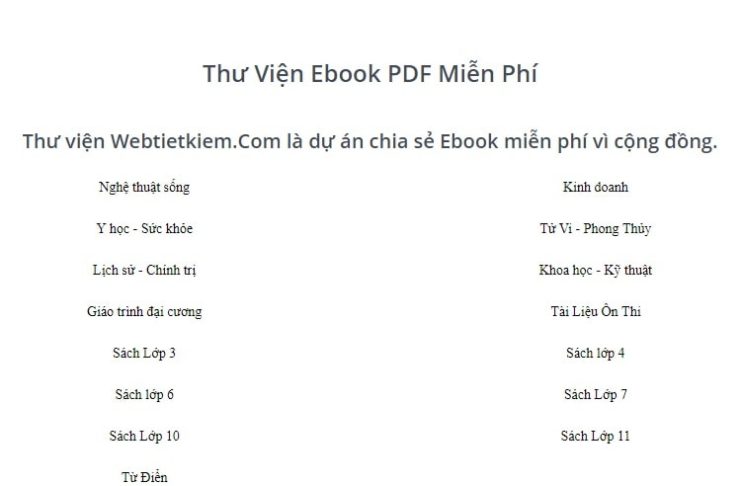 Thư Viện Ebook PDF Miễn Phí
Thư viện Webtietkiem.Com là dự án chia sẻ Ebook miễn phí vì cộng đồng.
Nghệ thuật sống
Kinh doanh
Y học - Sức khỏe
Tử Vi - Phong Thủy
Lịch sử - Chính trị
Khoa học - Kỹ thuật
Giáo trình đại cương
Tài Liệu Ôn Thi
Sách Lớp 3
Sách lớp 4
Sách lớp 6
Sách Lớp 7
Sách Lớp 10
Sách Lớp 11
Từ Điển